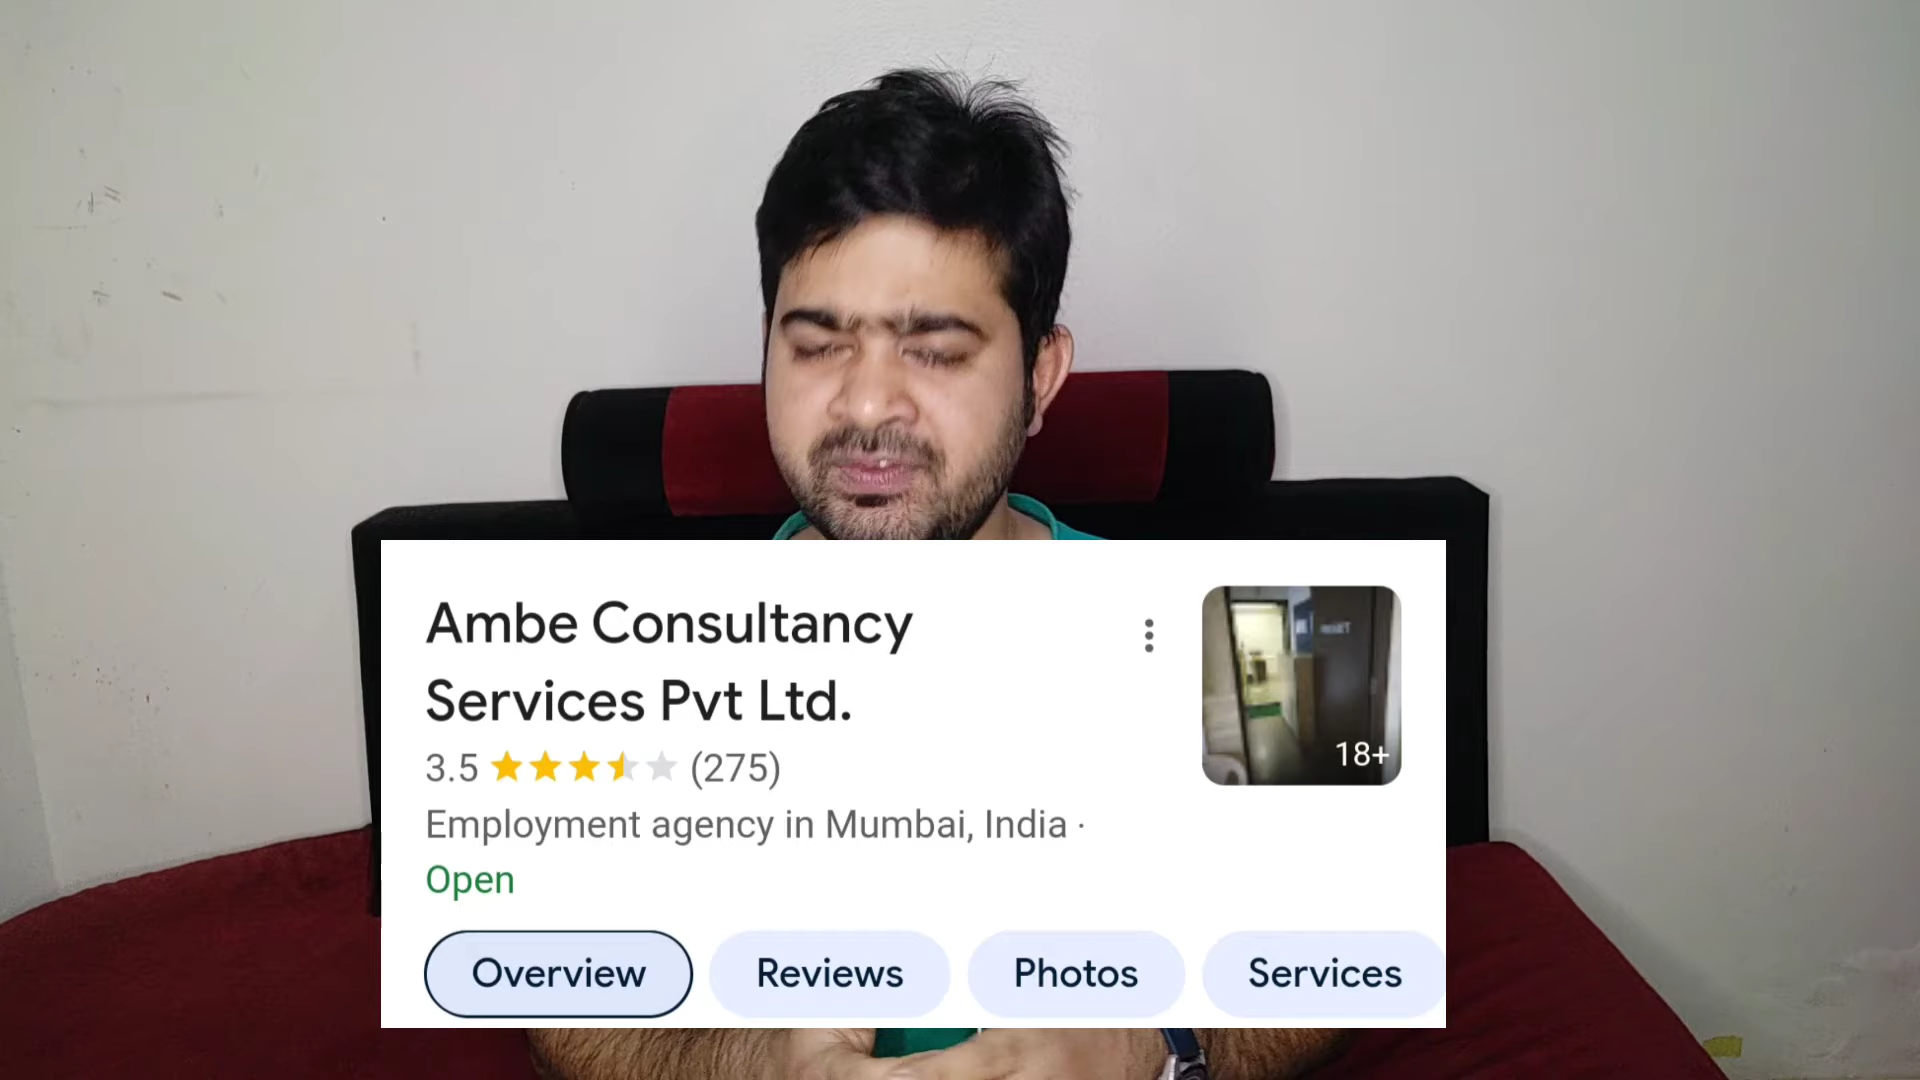 Ambe Consultancy
Services Pvt Ltd.
3.5 (275)
18+
Employment agency in Mumbai, India ·
Open
Overview
Reviews
Photos
Services